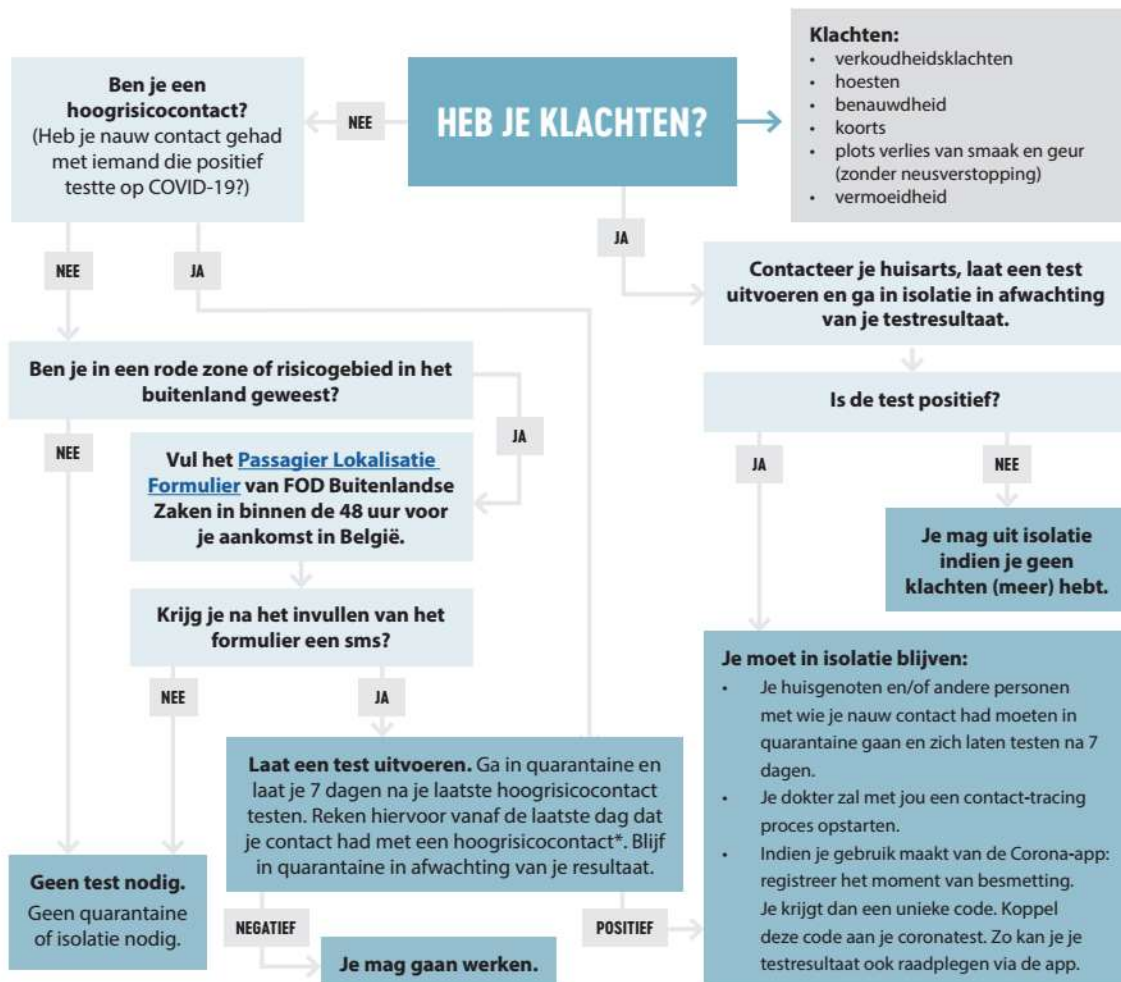 HEB JE KLACHTEN?
Klachten:
• verkoudheidsklachten
• hoesten
• benauwdheid
• koorts
• plots verlies van smaak en geur
(zonder neusverstopping)
• vermoeidheid
NEE
Ben je een
hoogrisicocontact?
(Heb je nauw contact gehad
met iemand die positief
testte op COVID-19?)
NEE
JA
Ben je in een rode zone of risicogebied in het
buitenland geweest?
NEE
JA
Vul het Passagier Lokalisatie
Formulier van FOD Buitenlandse
Zaken in binnen de 48 uur voor
je aankomst in België.
Krijg je na het invullen van het
formulier een sms?
NEE
JA
Laat een test uitvoeren. Ga in quarantaine en
laat je 7 dagen na je laatste hoogrisicocontact
testen. Reken hiervoor vanaf de laatste dag dat
je contact had met een hoogrisicocontact*. Blijf
in quarantaine in afwachting van je resultaat.
Geen test nodig.
Geen quarantaine
of isolatie nodig.
NEGATIEF
Je mag gaan werken.
POSITIEF
JA
Contacteer je huisarts, laat een test
uitvoeren en ga in isolatie in afwachting
van je testresultaat.
Is de test positief?
JA
NEE
Je mag uit isolatie
indien je geen
klachten (meer) hebt.
Je moet in isolatie blijven:
• Je huisgenoten en/of andere personen
met wie je nauw contact had moeten in
quarantaine gaan en zich laten testen na 7
dagen.
• Je dokter zal met jou een contact-tracing
proces opstarten.
• Indien je gebruik maakt van de Corona-app:
registreer het moment van besmetting.
Je krijgt dan een unieke code. Koppel
deze code aan je coronatest. Zo kan je je
testresultaat ook raadplegen via de app.